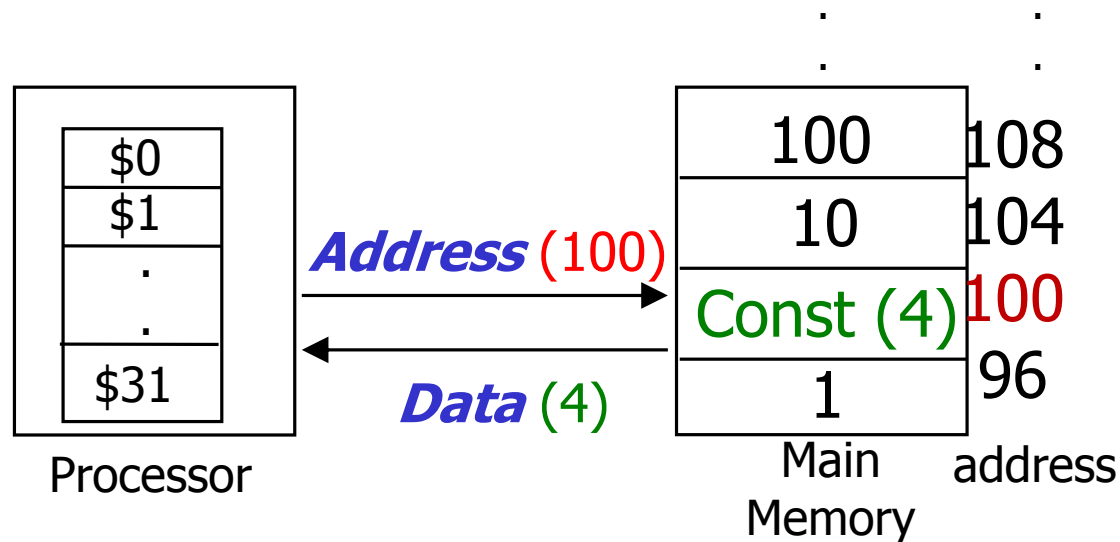 . .
. .
$0
$1
.
.
$31
Processor
Address (100)
Data (4)
100 108
10 104
Const (4) 100
1 96
Main
Memory
address